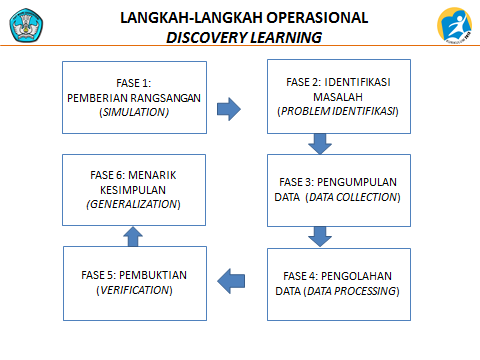 LANGKAH-LANGKAH OPERASIONAL
DISCOVERY LEARNING
FASE 1:
PEMBERIAN RANGSANGAN
(SIMULATION)
FASE 2: IDENTIFIKASI
MASALAH
(PROBLEM IDENTIFIKASI)
FASE 3: PENGUMPULAN
DATA (DATA COLLECTION)
FASE 4: PENGOLAHAN
DATA (DATA PROCESSING)
FASE 5: PEMBUKTIAN
(VERIFICATION)
FASE 6: MENARIK
KESIMPULAN
(GENERALIZATION)